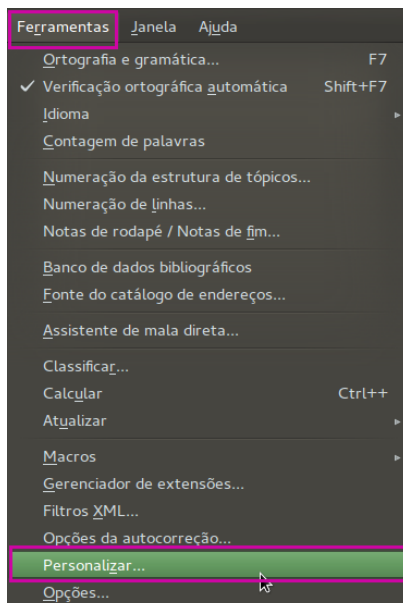 Ferramentas Janela Ajuda
Ortografia e gramática... F7
Verificação ortográfica automática Shift+F7
Idioma
Contagem de palavras
Numeração da estrutura de tópicos...
Numeração de linhas...
Notas de rodapé / Notas de fim...
Banco de dados bibliográficos
Fonte do catálogo de endereços...
Assistente de mala direta...
Classificar...
Calcular Ctrl++
Atualizar
Macros
Gerenciador de extensões...
Filtros XML...
Opções da autocorreção...
Personalizar...
Opções...